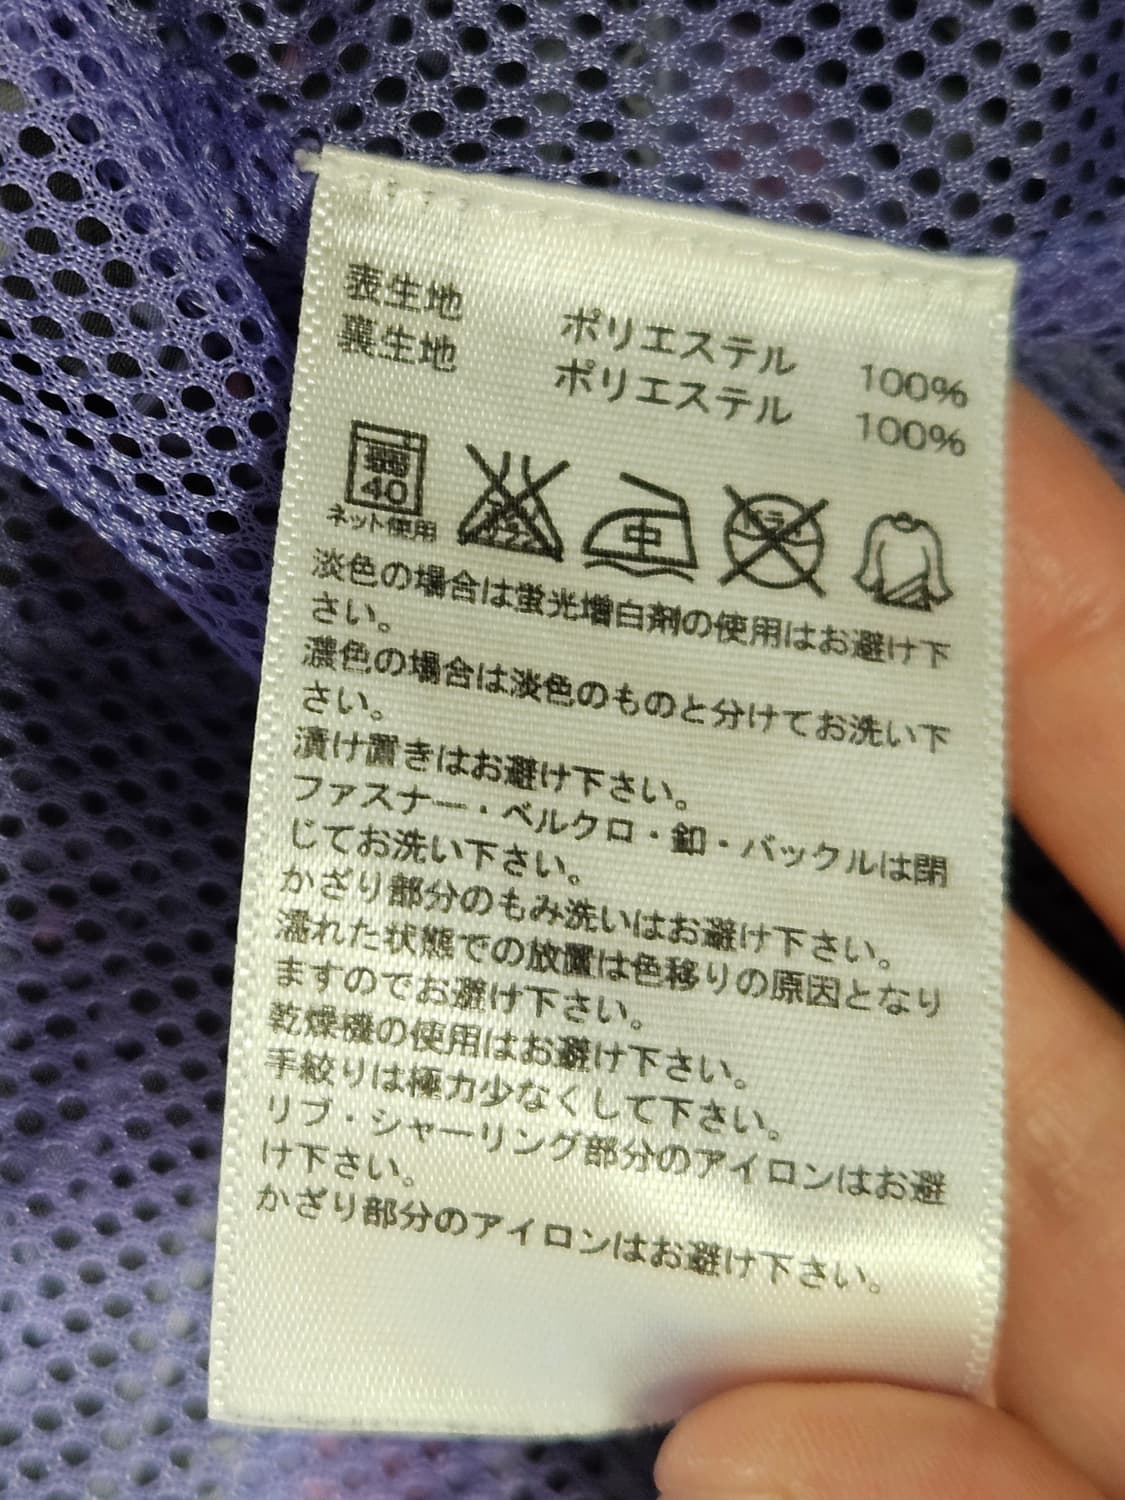 表生地 ポリエステル 100%
裏生地 ポリエステル 100%
弱 40 中
ネット使用
淡色の場合は蛍光増白剤の使用はお避け下
さい。
濃色の場合は淡色のものと分けてお洗い下
さい。
漬け置きはお避け下さい。
ファスナー・ベルクロ・釦・バックルは閉
じてお洗い下さい。
かざり部分のもみ洗いはお避け下さい。
濡れた状態での放置は色移りの原因となり
ますのでお避け下さい。
乾燥機の使用はお避け下さい。
手絞りは極力少なくして下さい。
リブ・シャーリング部分のアイロンはお避
け下さい。
かざり部分のアイロンはお避け下さい。